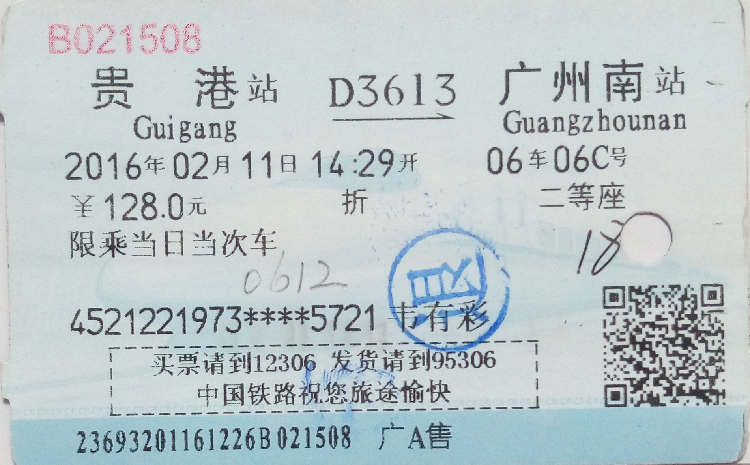 B021508
贵港站 D3613 广州南站
Guigang Guangzhounan
2016年02月11日 14:29开 06车06C号
￥128.0元 折 二等座
限乘当日当次车
18
0612
4521221973****5721 韦有彩
买票请到12306 发货请到95306
中国铁路祝您旅途愉快
23693201161226B021508 广A售